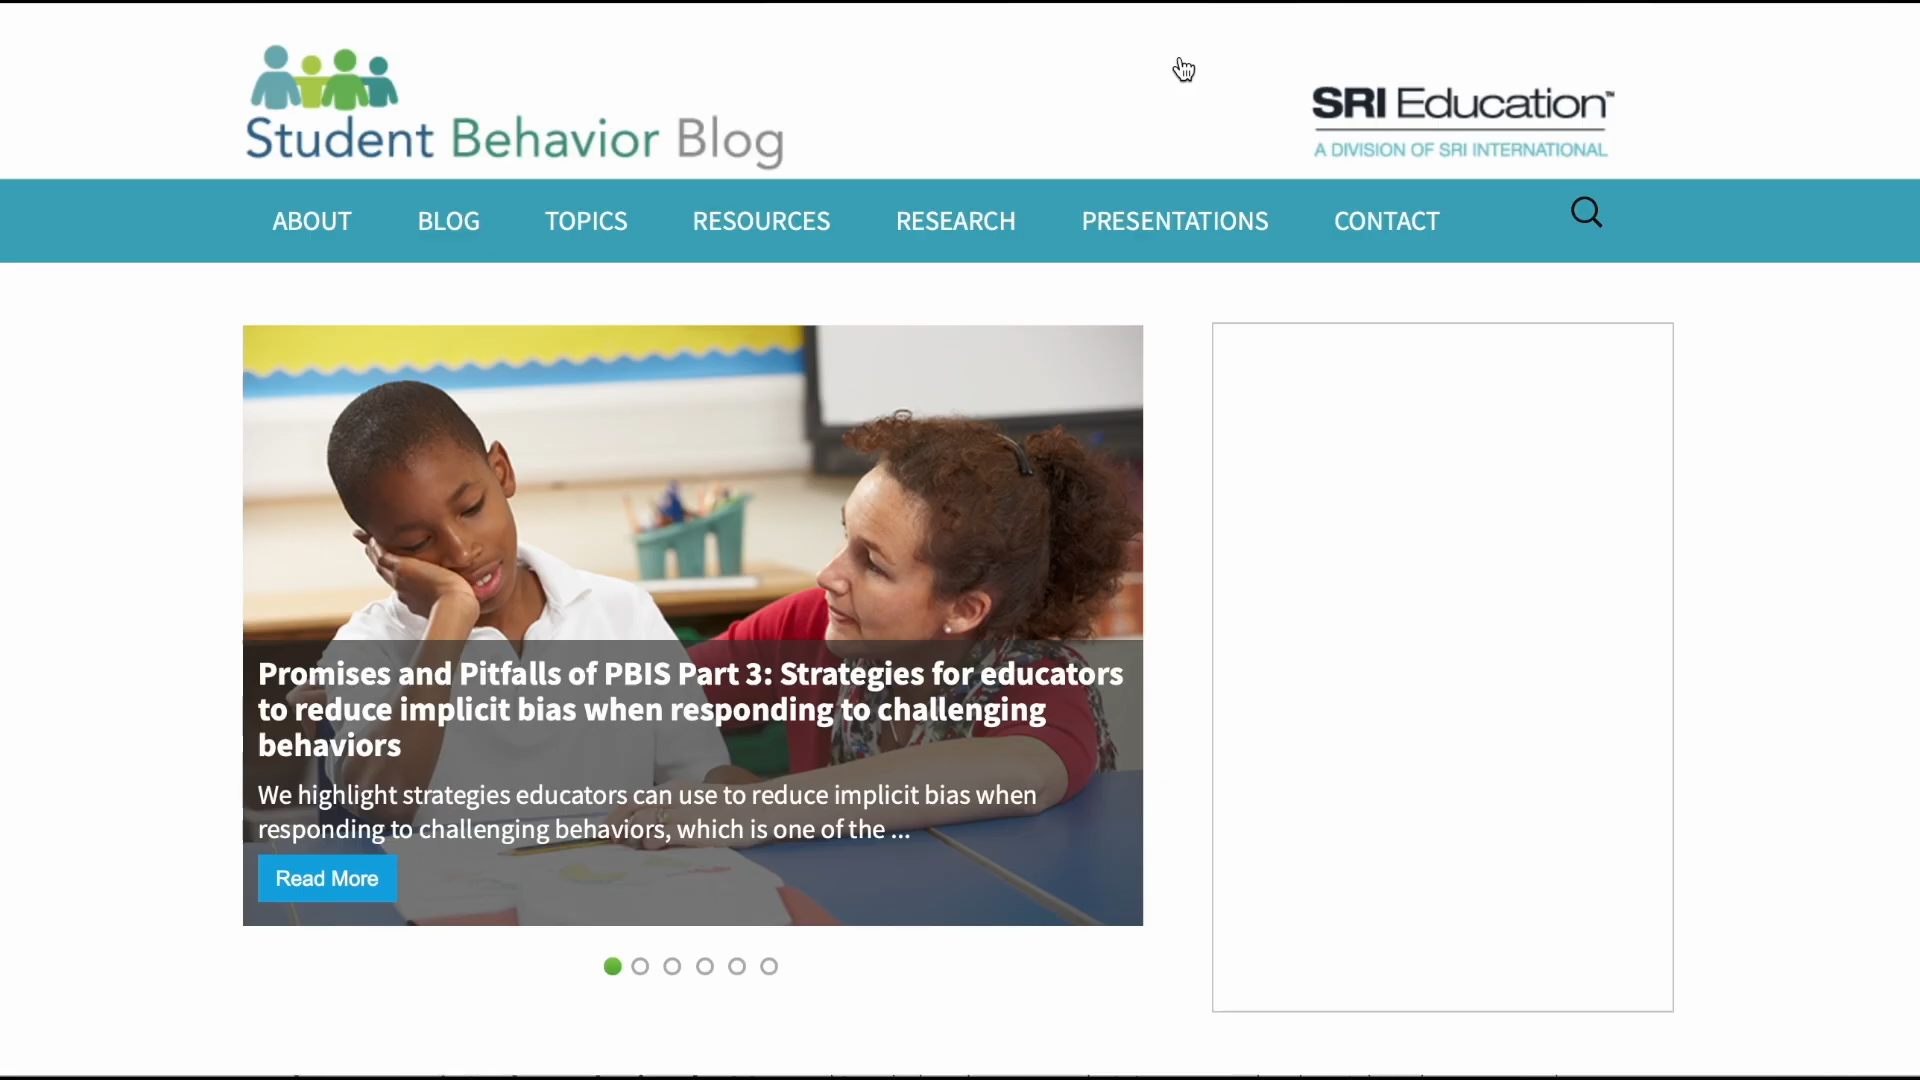 Student Behavior Blog
SRI Education™
A DIVISION OF SRI INTERNATIONAL
ABOUT BLOG TOPICS RESOURCES RESEARCH PRESENTATIONS CONTACT
Promises and Pitfalls of PBIS Part 3: Strategies for educators
to reduce implicit bias when responding to challenging
behaviors
We highlight strategies educators can use to reduce implicit bias when
responding to challenging behaviors, which is one of the ...
Read More